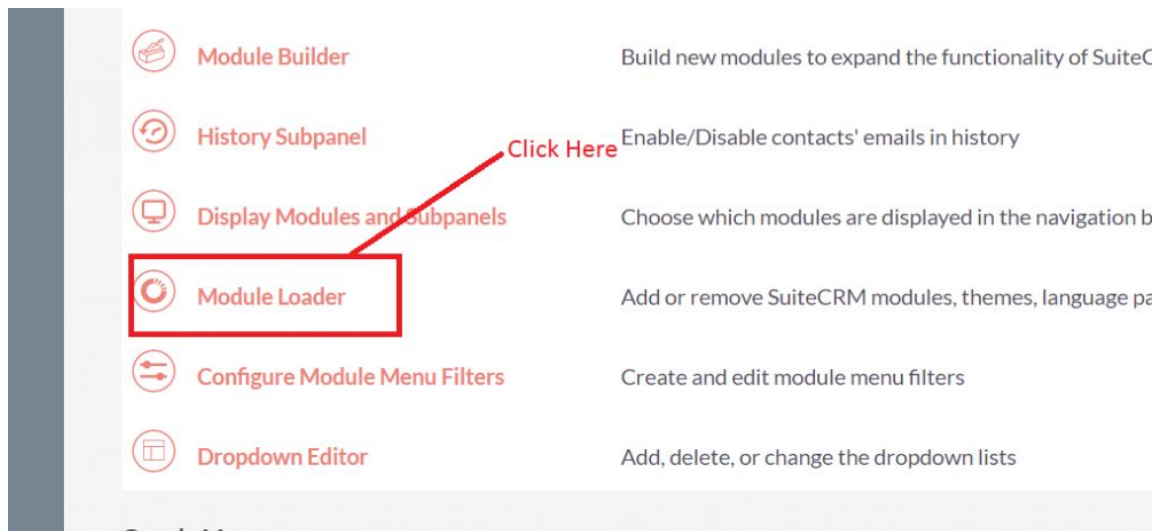 Module Builder
Build new modules to expand the functionality of SuiteC
History Subpanel
Click Here
Enable/Disable contacts' emails in history
Display Modules and Subpanels
Choose which modules are displayed in the navigation b
Module Loader
Add or remove SuiteCRM modules, themes, language pa
Configure Module Menu Filters
Create and edit module menu filters
Dropdown Editor
Add, delete, or change the dropdown lists